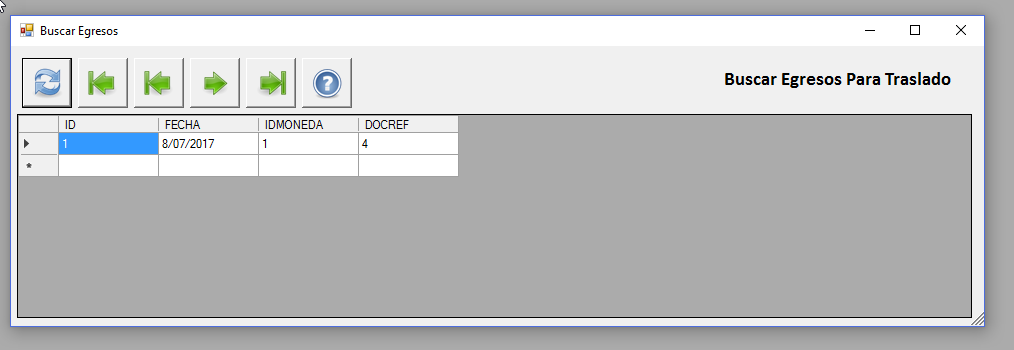 Buscar Egresos
Buscar Egresos Para Traslado
ID FECHA IDMONEDA DOCREF
1 8/07/2017 1 4